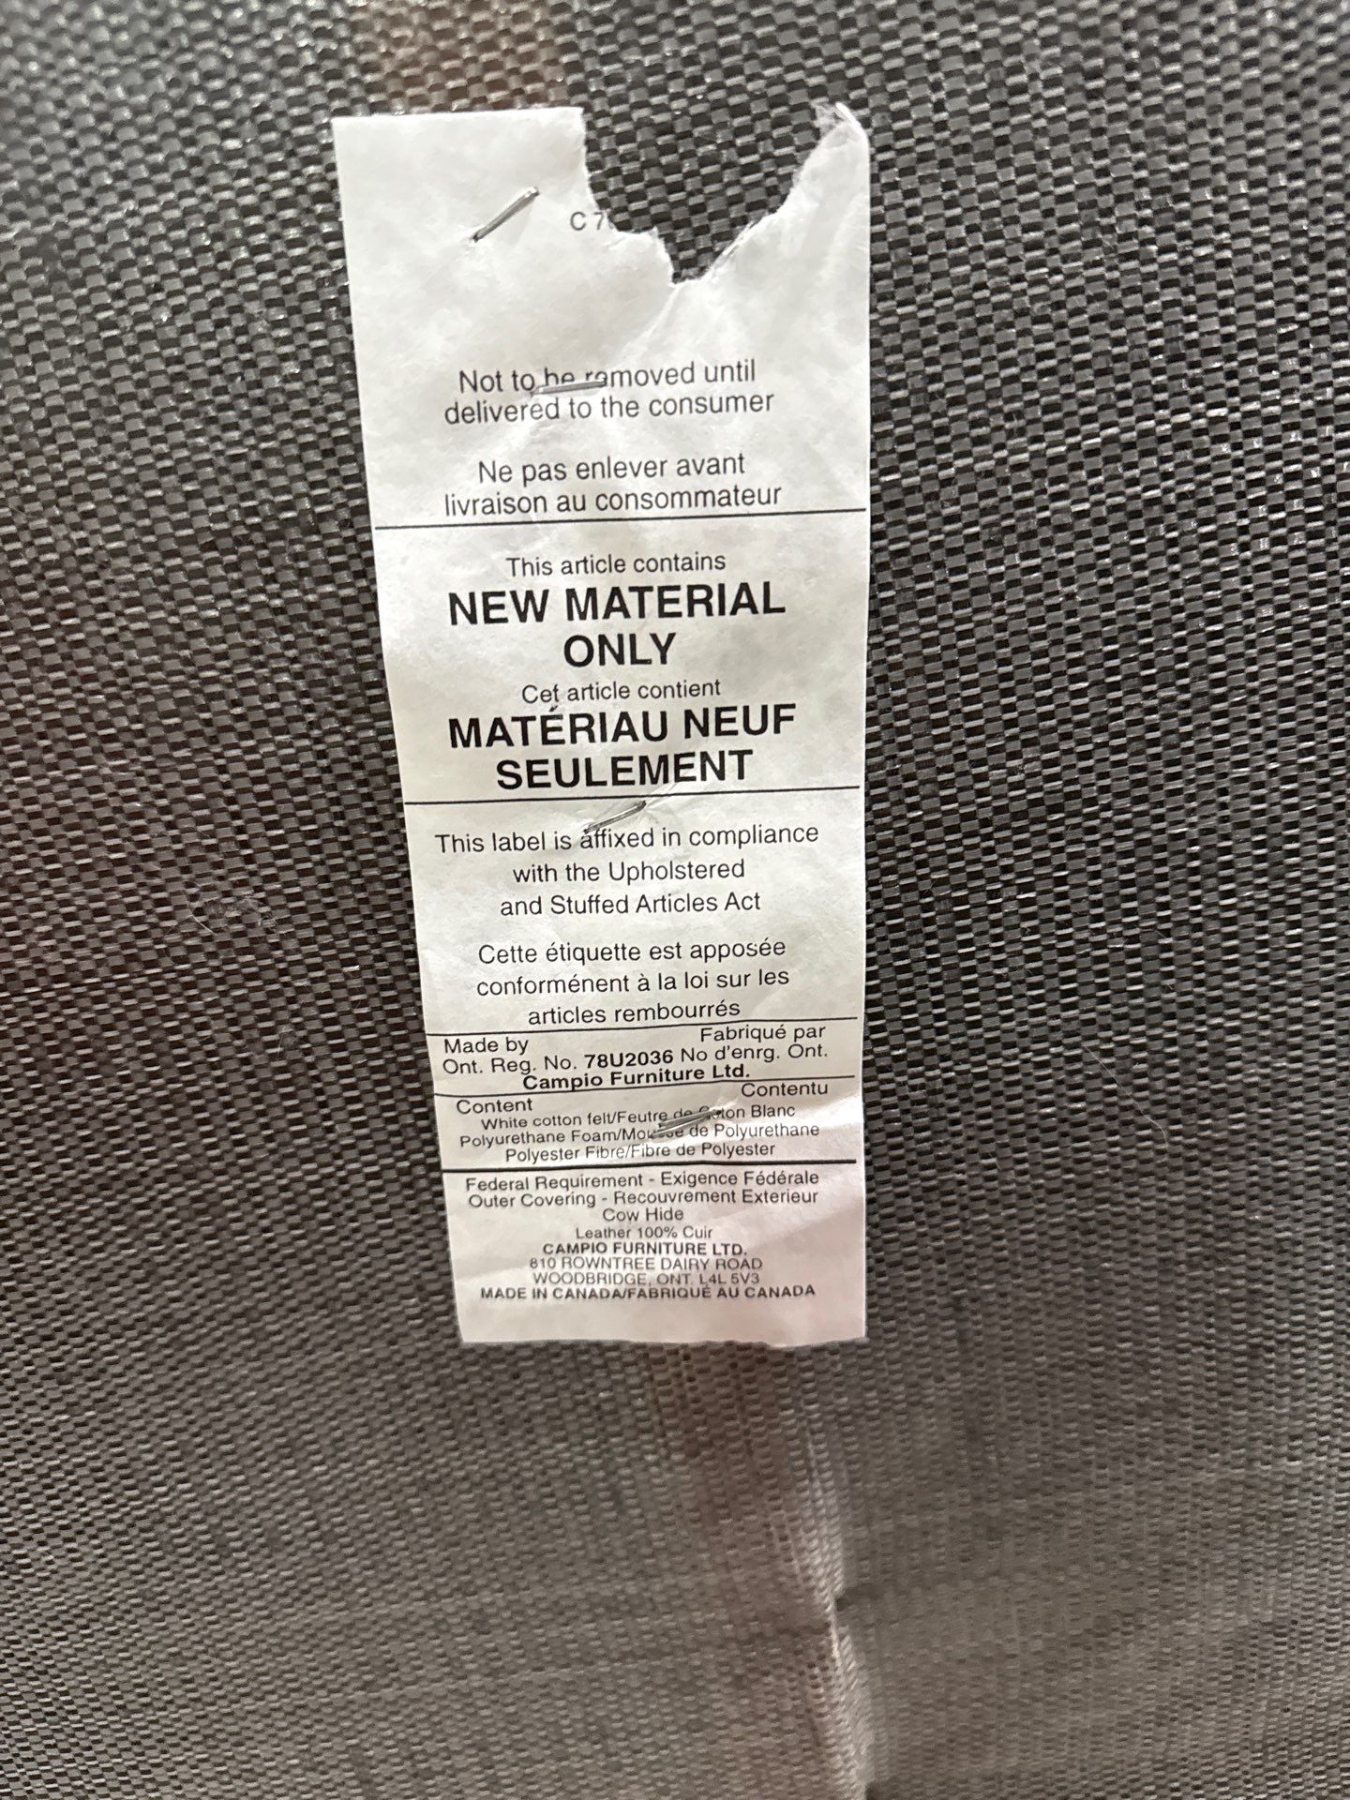 C 7
Not to be removed until
delivered to the consumer
Ne pas enlever avant
livraison au consommateur
This article contains
NEW MATERIAL
ONLY
Cet article contient
MATÉRIAU NEUF
SEULEMENT
This label is affixed in compliance
with the Upholstered
and Stuffed Articles Act
Cette étiquette est apposée
conforménent à la loi sur les
articles rembourrés
Made by Fabriqué par
Ont. Reg. No. 78U2036 No d'enrg. Ont.
Campio Furniture Ltd.
Content Contentu
White cotton felt/Feutre de Coton Blanc
Polyurethane Foam/Mousse de Polyurethane
Polyester Fibre/Fibre de Polyester
Federal Requirement - Exigence Fédérale
Outer Covering - Recouvrement Exterieur
Cow Hide
Leather 100% Cuir
CAMPIO FURNITURE LTD.
810 ROWNTREE DAIRY ROAD
WOODBRIDGE, ONT. L4L 5V3
MADE IN CANADA/FABRIQUÉ AU CANADA